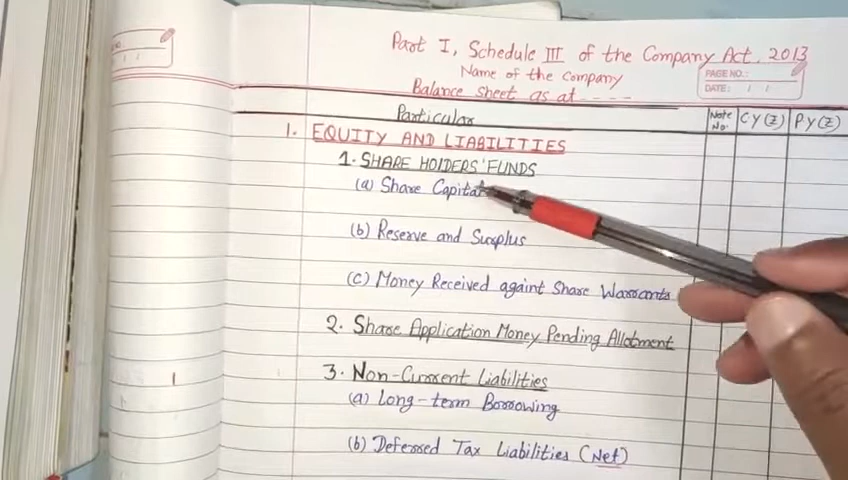 Part I, Schedule III of the Company Act, 2013
Name of the Company
Balance Sheet as at - - - -
PAGE NO.:
DATE: / /
Particular
Note No.
CY (₹)
PY (₹)
1. EQUITY AND LIABILITIES
1. SHARE HOLDERS' FUNDS
(a) Share Capital
(b) Reserve and Surplus
(c) Money Received againt Share Warrants
2. Share Application Money Pending Allotment
3. Non-Current Liabilities
(a) Long-term Borrowing
(b) Deferred Tax Liabilities (Net)